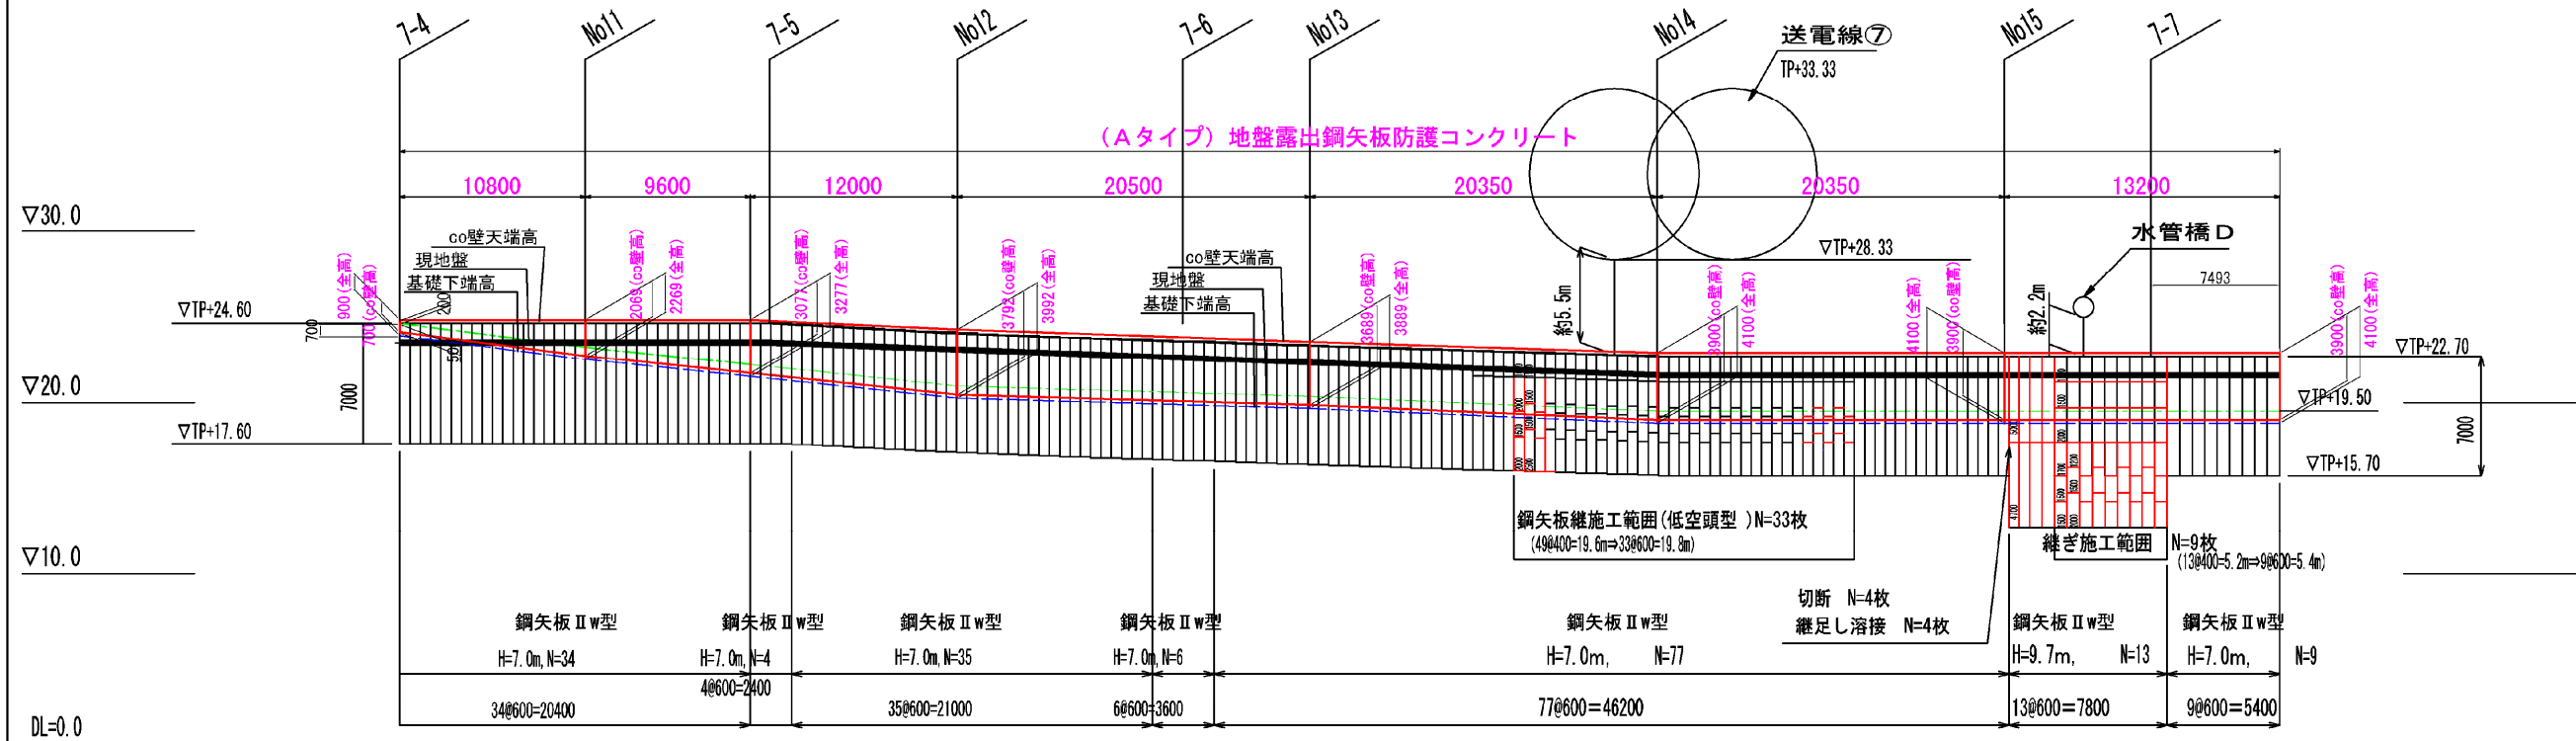 7-4
No11
7-5
No12
7-6
No13
No14
No15
7-7
送電線⑦
TP+33.33
(Aタイプ) 地盤露出鋼矢板防護コンクリート
10800
9600
12000
20500
20350
20350
13200
▽30.0
▽20.0
▽10.0
DL=0.0
co壁天端高
現地盤
基礎下端高
co壁天端高
現地盤
基礎下端高
▽TP+28.33
水管橋D
7493
▽TP+24.60
▽TP+17.60
700
7000
900(全高)
700(co壁高)
200
500
2069(co壁高)
2269(全高)
3077(co壁高)
3277(全高)
3792(co壁高)
3992(全高)
3689(co壁高)
3889(全高)
約5.5m
3900(co壁高)
4100(全高)
4100(全高)
3900(co壁高)
約2.2m
3900(co壁高)
4100(全高)
▽TP+22.70
▽TP+19.50
▽TP+15.70
7000
鋼矢板継施工範囲(低空頭型 )N=33枚
(49@400=19.6m⇒33@600=19.8m)
継ぎ施工範囲 N=9枚
(13@400=5.2m⇒9@600=5.4m)
切断 N=4枚
継足し溶接 N=4枚
鋼矢板Ⅱw型
H=7.0m,N=34
34@600=20400
鋼矢板Ⅱw型
H=7.0m,N=4
4@600=2400
鋼矢板Ⅱw型
H=7.0m,N=35
35@600=21000
鋼矢板Ⅱw型
H=7.0m,N=6
6@600=3600
鋼矢板Ⅱw型
H=7.0m, N=77
77@600=46200
鋼矢板Ⅱw型
H=9.7m, N=13
13@600=7800
鋼矢板Ⅱw型
H=7.0m, N=9
9@600=5400